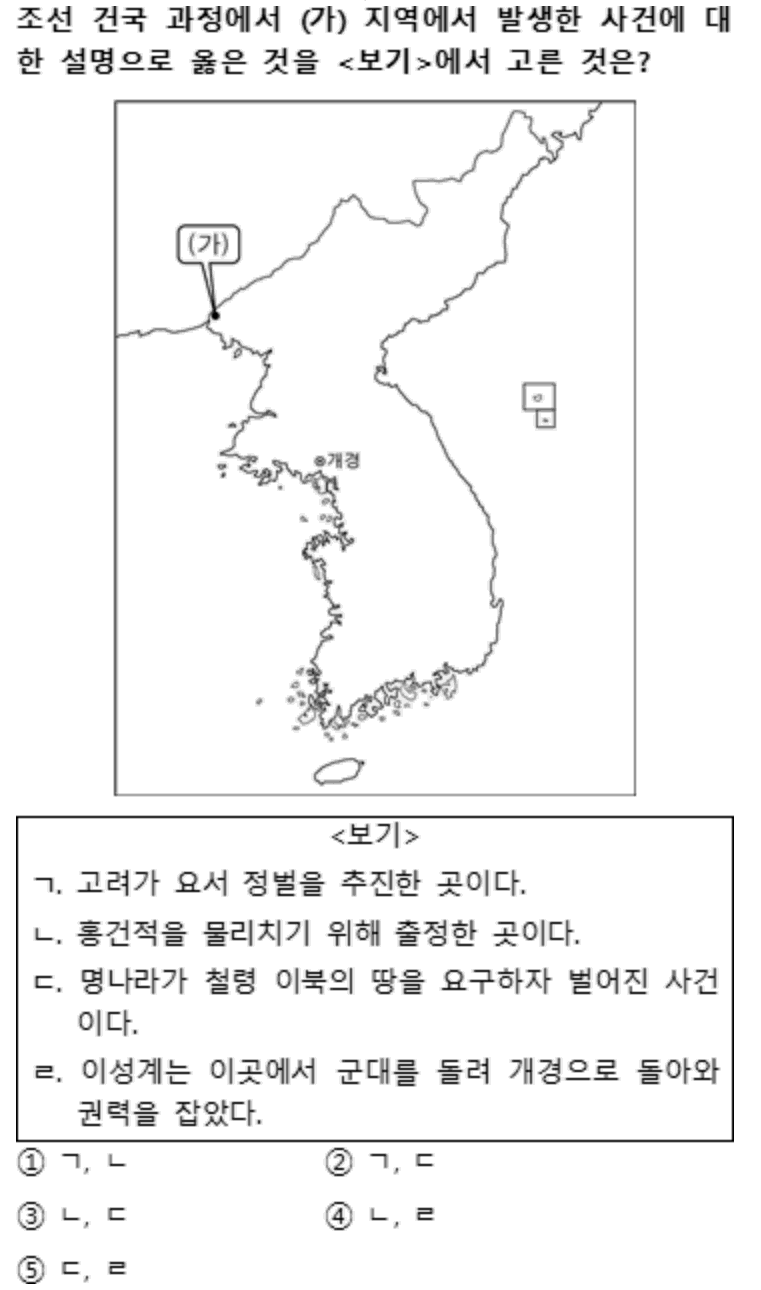 조선 건국 과정에서 (가) 지역에서 발생한 사건에 대
한 설명으로 옳은 것을 <보기>에서 고른 것은?
(가)
개경
<보기>
ㄱ. 고려가 요서 정벌을 추진한 곳이다.
ㄴ. 홍건적을 물리치기 위해 출정한 곳이다.
ㄷ. 명나라가 철령 이북의 땅을 요구하자 벌어진 사건
이다.
ㄹ. 이성계는 이곳에서 군대를 돌려 개경으로 돌아와
권력을 잡았다.
① ㄱ, ㄴ ② ㄱ, ㄷ
③ ㄴ, ㄷ ④ ㄴ, ㄹ
⑤ ㄷ, ㄹ